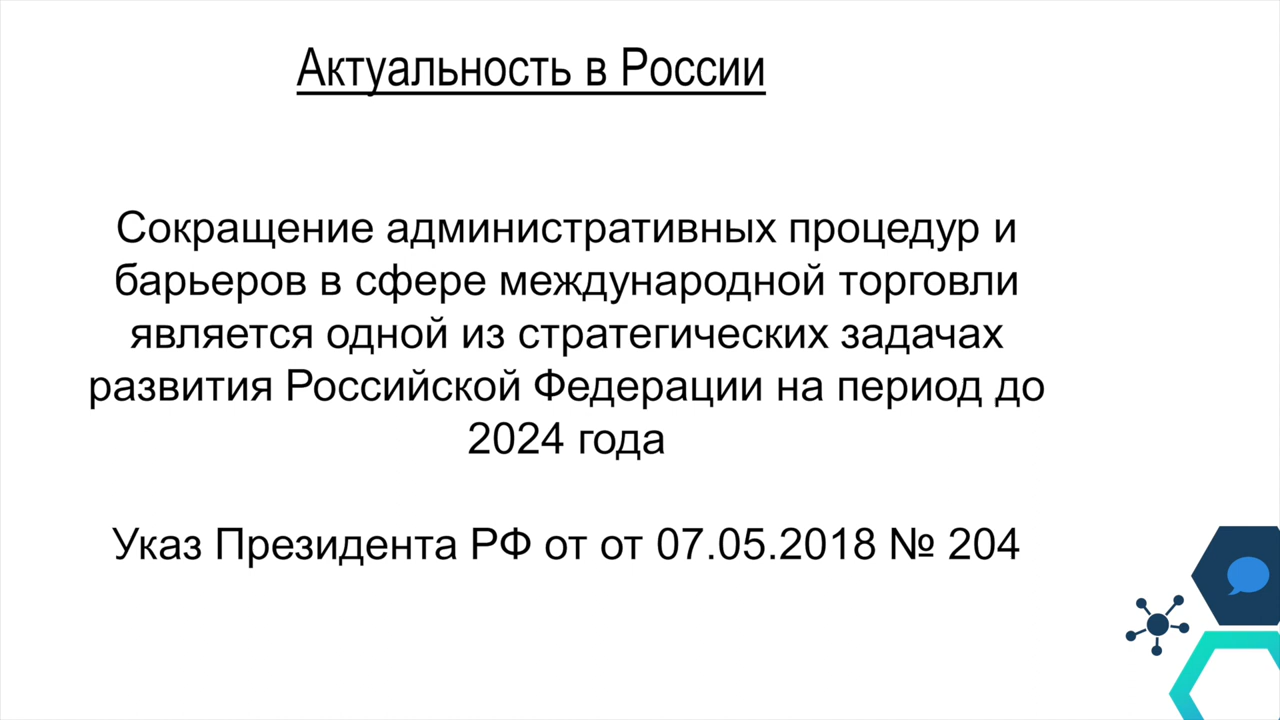 Актуальность в России
Сокращение административных процедур и
барьеров в сфере международной торговли
является одной из стратегических задачах
развития Российской Федерации на период до
2024 года
Указ Президента РФ от от 07.05.2018 № 204